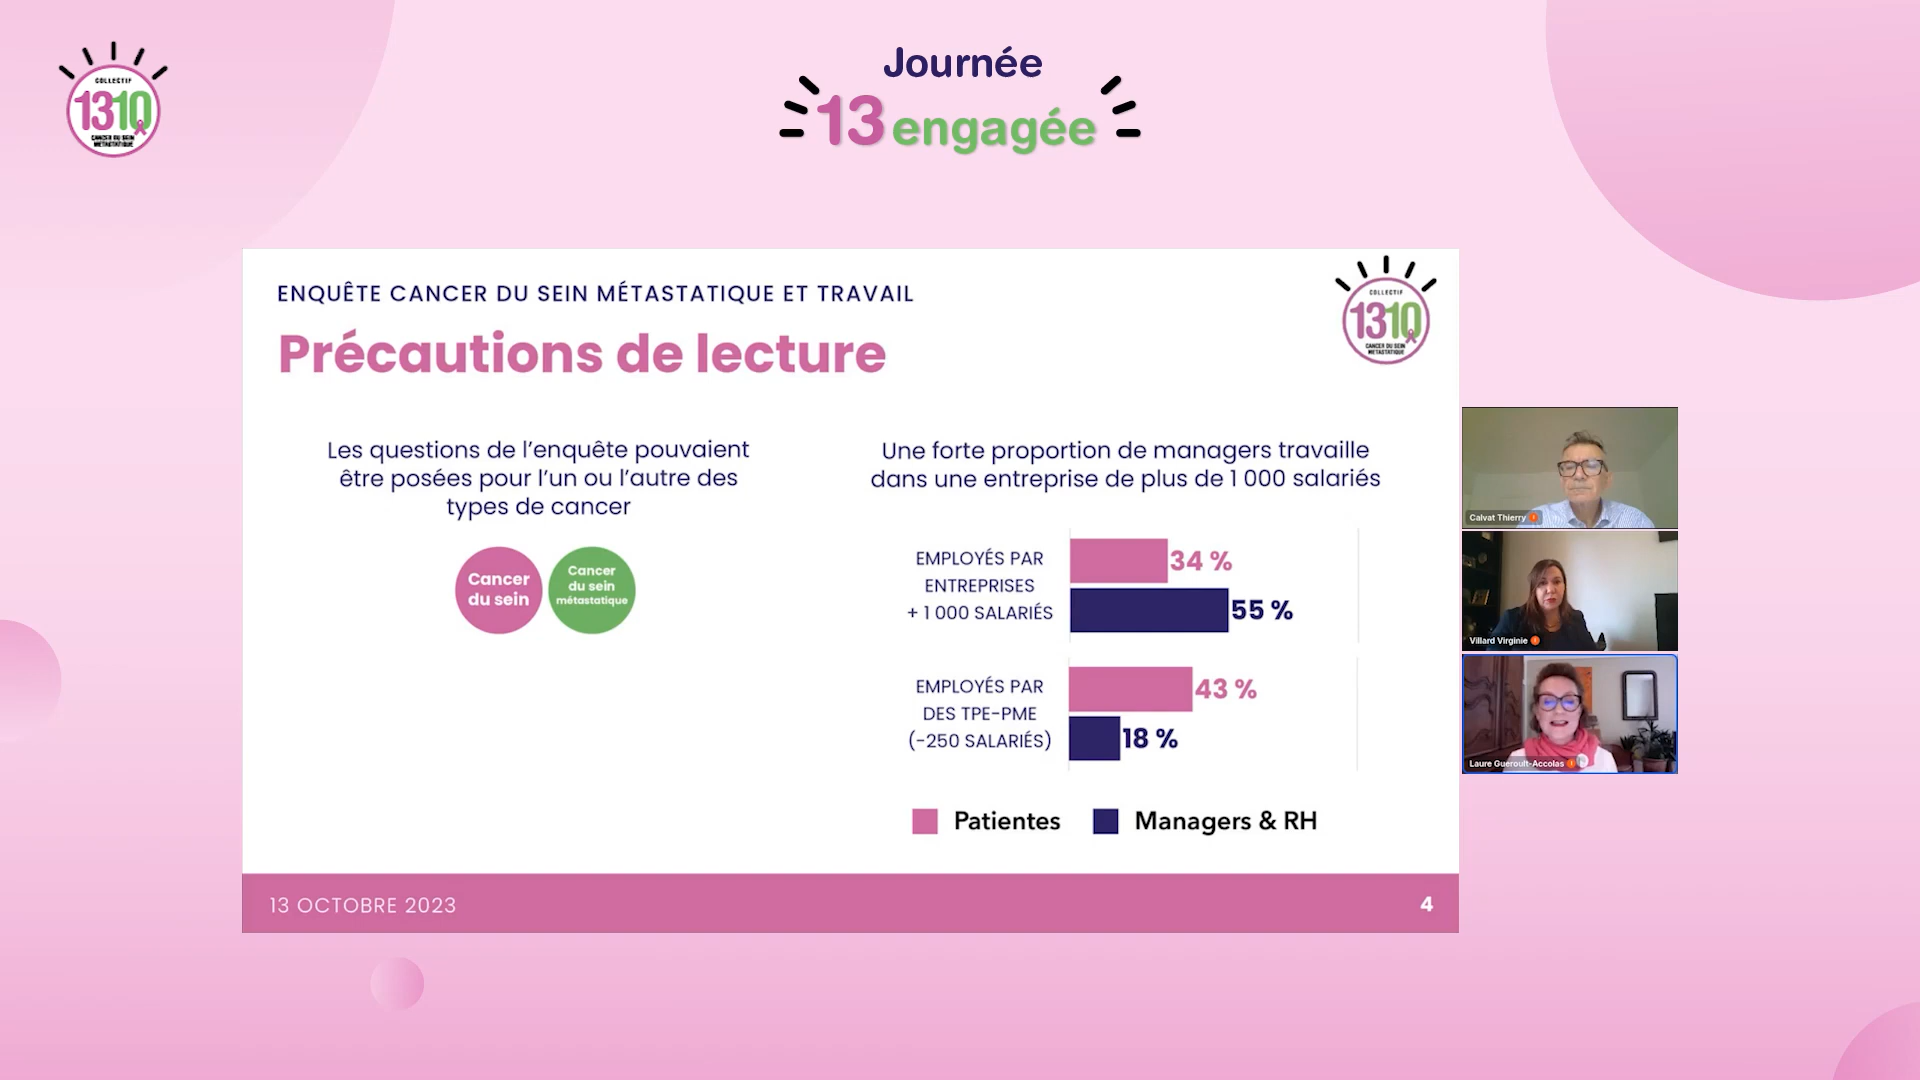 COLLECTIF
1310
CANCER DU SEIN
MÉTASTATIQUE
Journée
13 engagée
ENQUÊTE CANCER DU SEIN MÉTASTATIQUE ET TRAVAIL
Précautions de lecture
COLLECTIF
1310
CANCER DU SEIN
MÉTASTATIQUE
Les questions de l'enquête pouvaient
être posées pour l'un ou l'autre des
types de cancer
Cancer
du sein
Cancer
du sein
métastatique
Une forte proportion de managers travaille
dans une entreprise de plus de 1 000 salariés
EMPLOYÉS PAR
ENTREPRISES
+ 1 000 SALARIÉS
34 %
55 %
EMPLOYÉS PAR
DES TPE-PME
(-250 SALARIÉS)
43 %
18 %
Patientes
Managers & RH
13 OCTOBRE 2023
4
Calvat Thierry
Villard Virginie
Laure Gueroult-Accolas